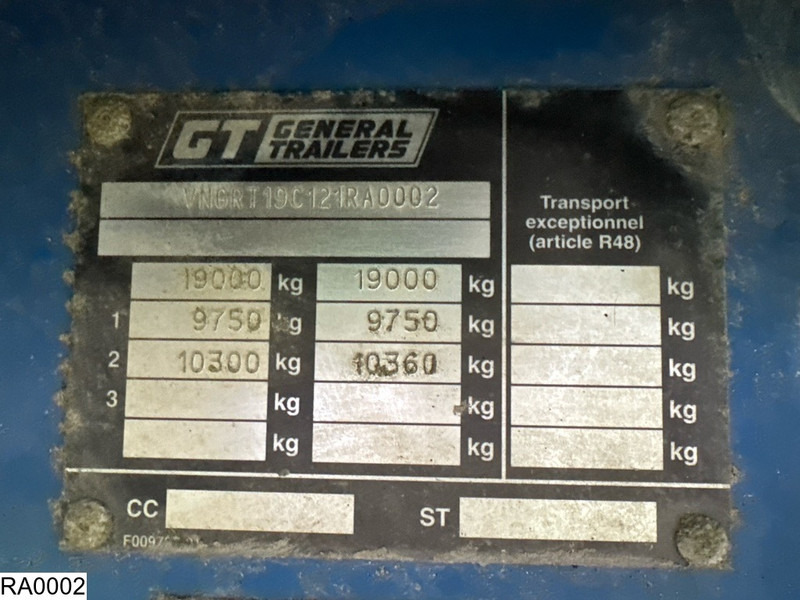 GT GENERAL TRAILERS
VNGRT19C121RA0002
Transport exceptionnel (article R48)
19000 kg 19000 kg kg
1 9750 kg 9750 kg kg
2 10300 kg 10360 kg kg
3 kg kg kg
kg kg kg
CC ST
RA0002